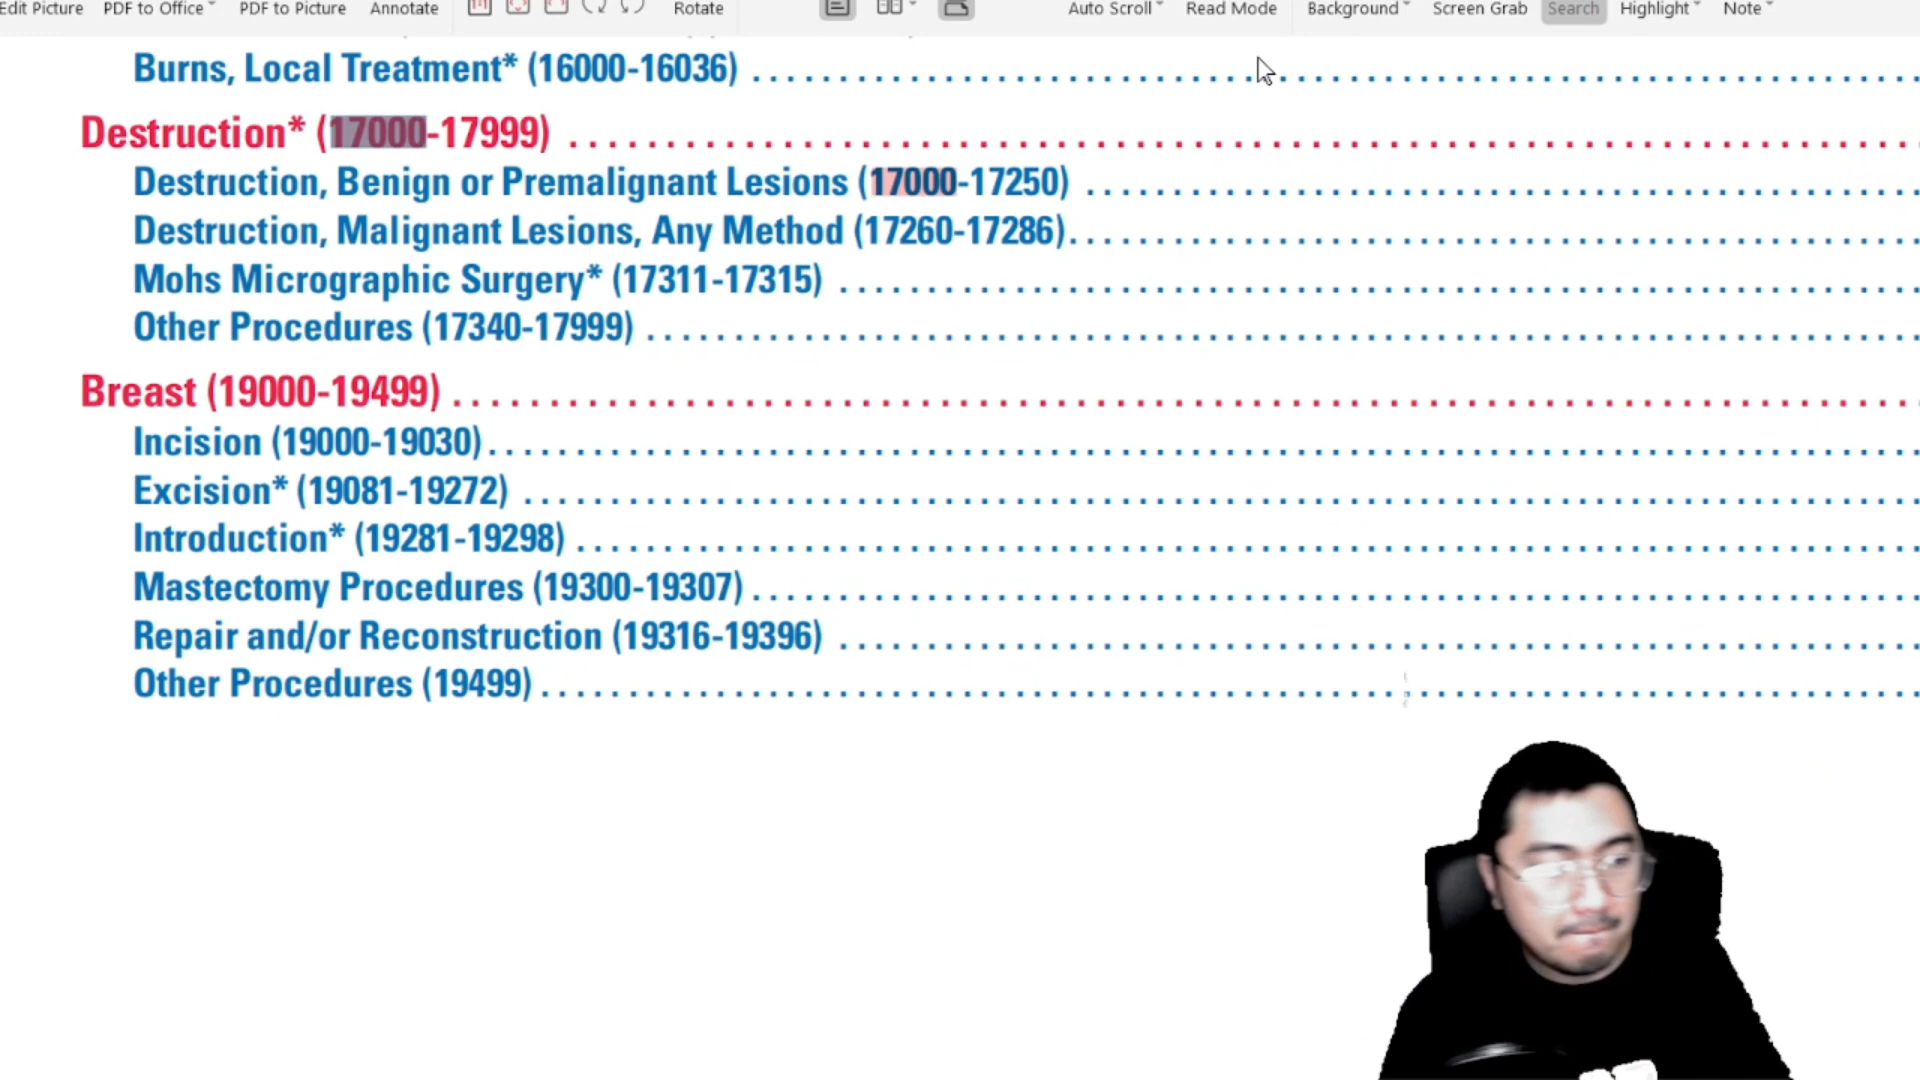 Edit Picture PDF to Office PDF to Picture Annotate Rotate Auto Scroll Read Mode Background Screen Grab Search Highlight Note
Burns, Local Treatment* (16000-16036)
Destruction* (17000-17999)
Destruction, Benign or Premalignant Lesions (17000-17250)
Destruction, Malignant Lesions, Any Method (17260-17286)
Mohs Micrographic Surgery* (17311-17315)
Other Procedures (17340-17999)
Breast (19000-19499)
Incision (19000-19030)
Excision* (19081-19272)
Introduction* (19281-19298)
Mastectomy Procedures (19300-19307)
Repair and/or Reconstruction (19316-19396)
Other Procedures (19499)